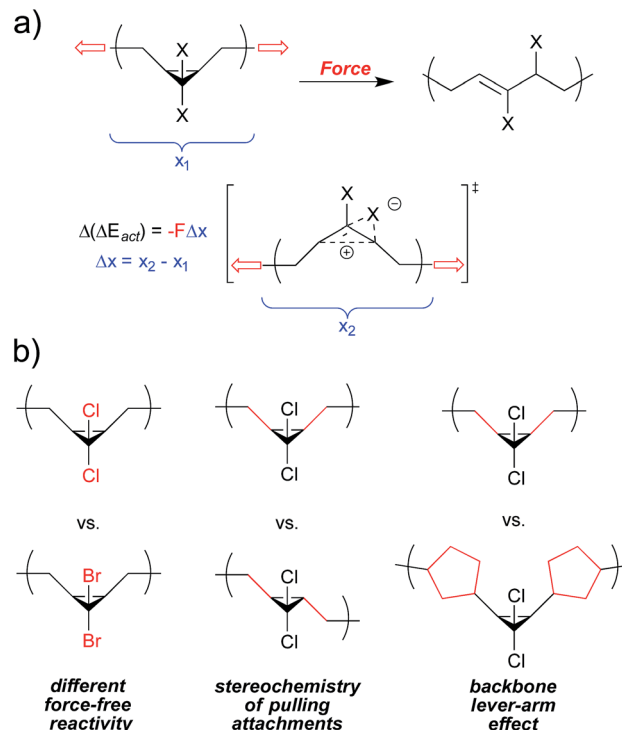 a)
X
X
x₁
Force
X
X
Δ(ΔE_act) = -FΔx
Δx = x₂ - x₁
X
X
⊖
⊕
‡
x₂
b)
Cl
Cl
Cl
Cl
Cl
Cl
vs.
vs.
vs.
Br
Br
Cl
Cl
Cl
Cl
different
force-free
reactivity
stereochemistry
of pulling
attachments
backbone
lever-arm
effect